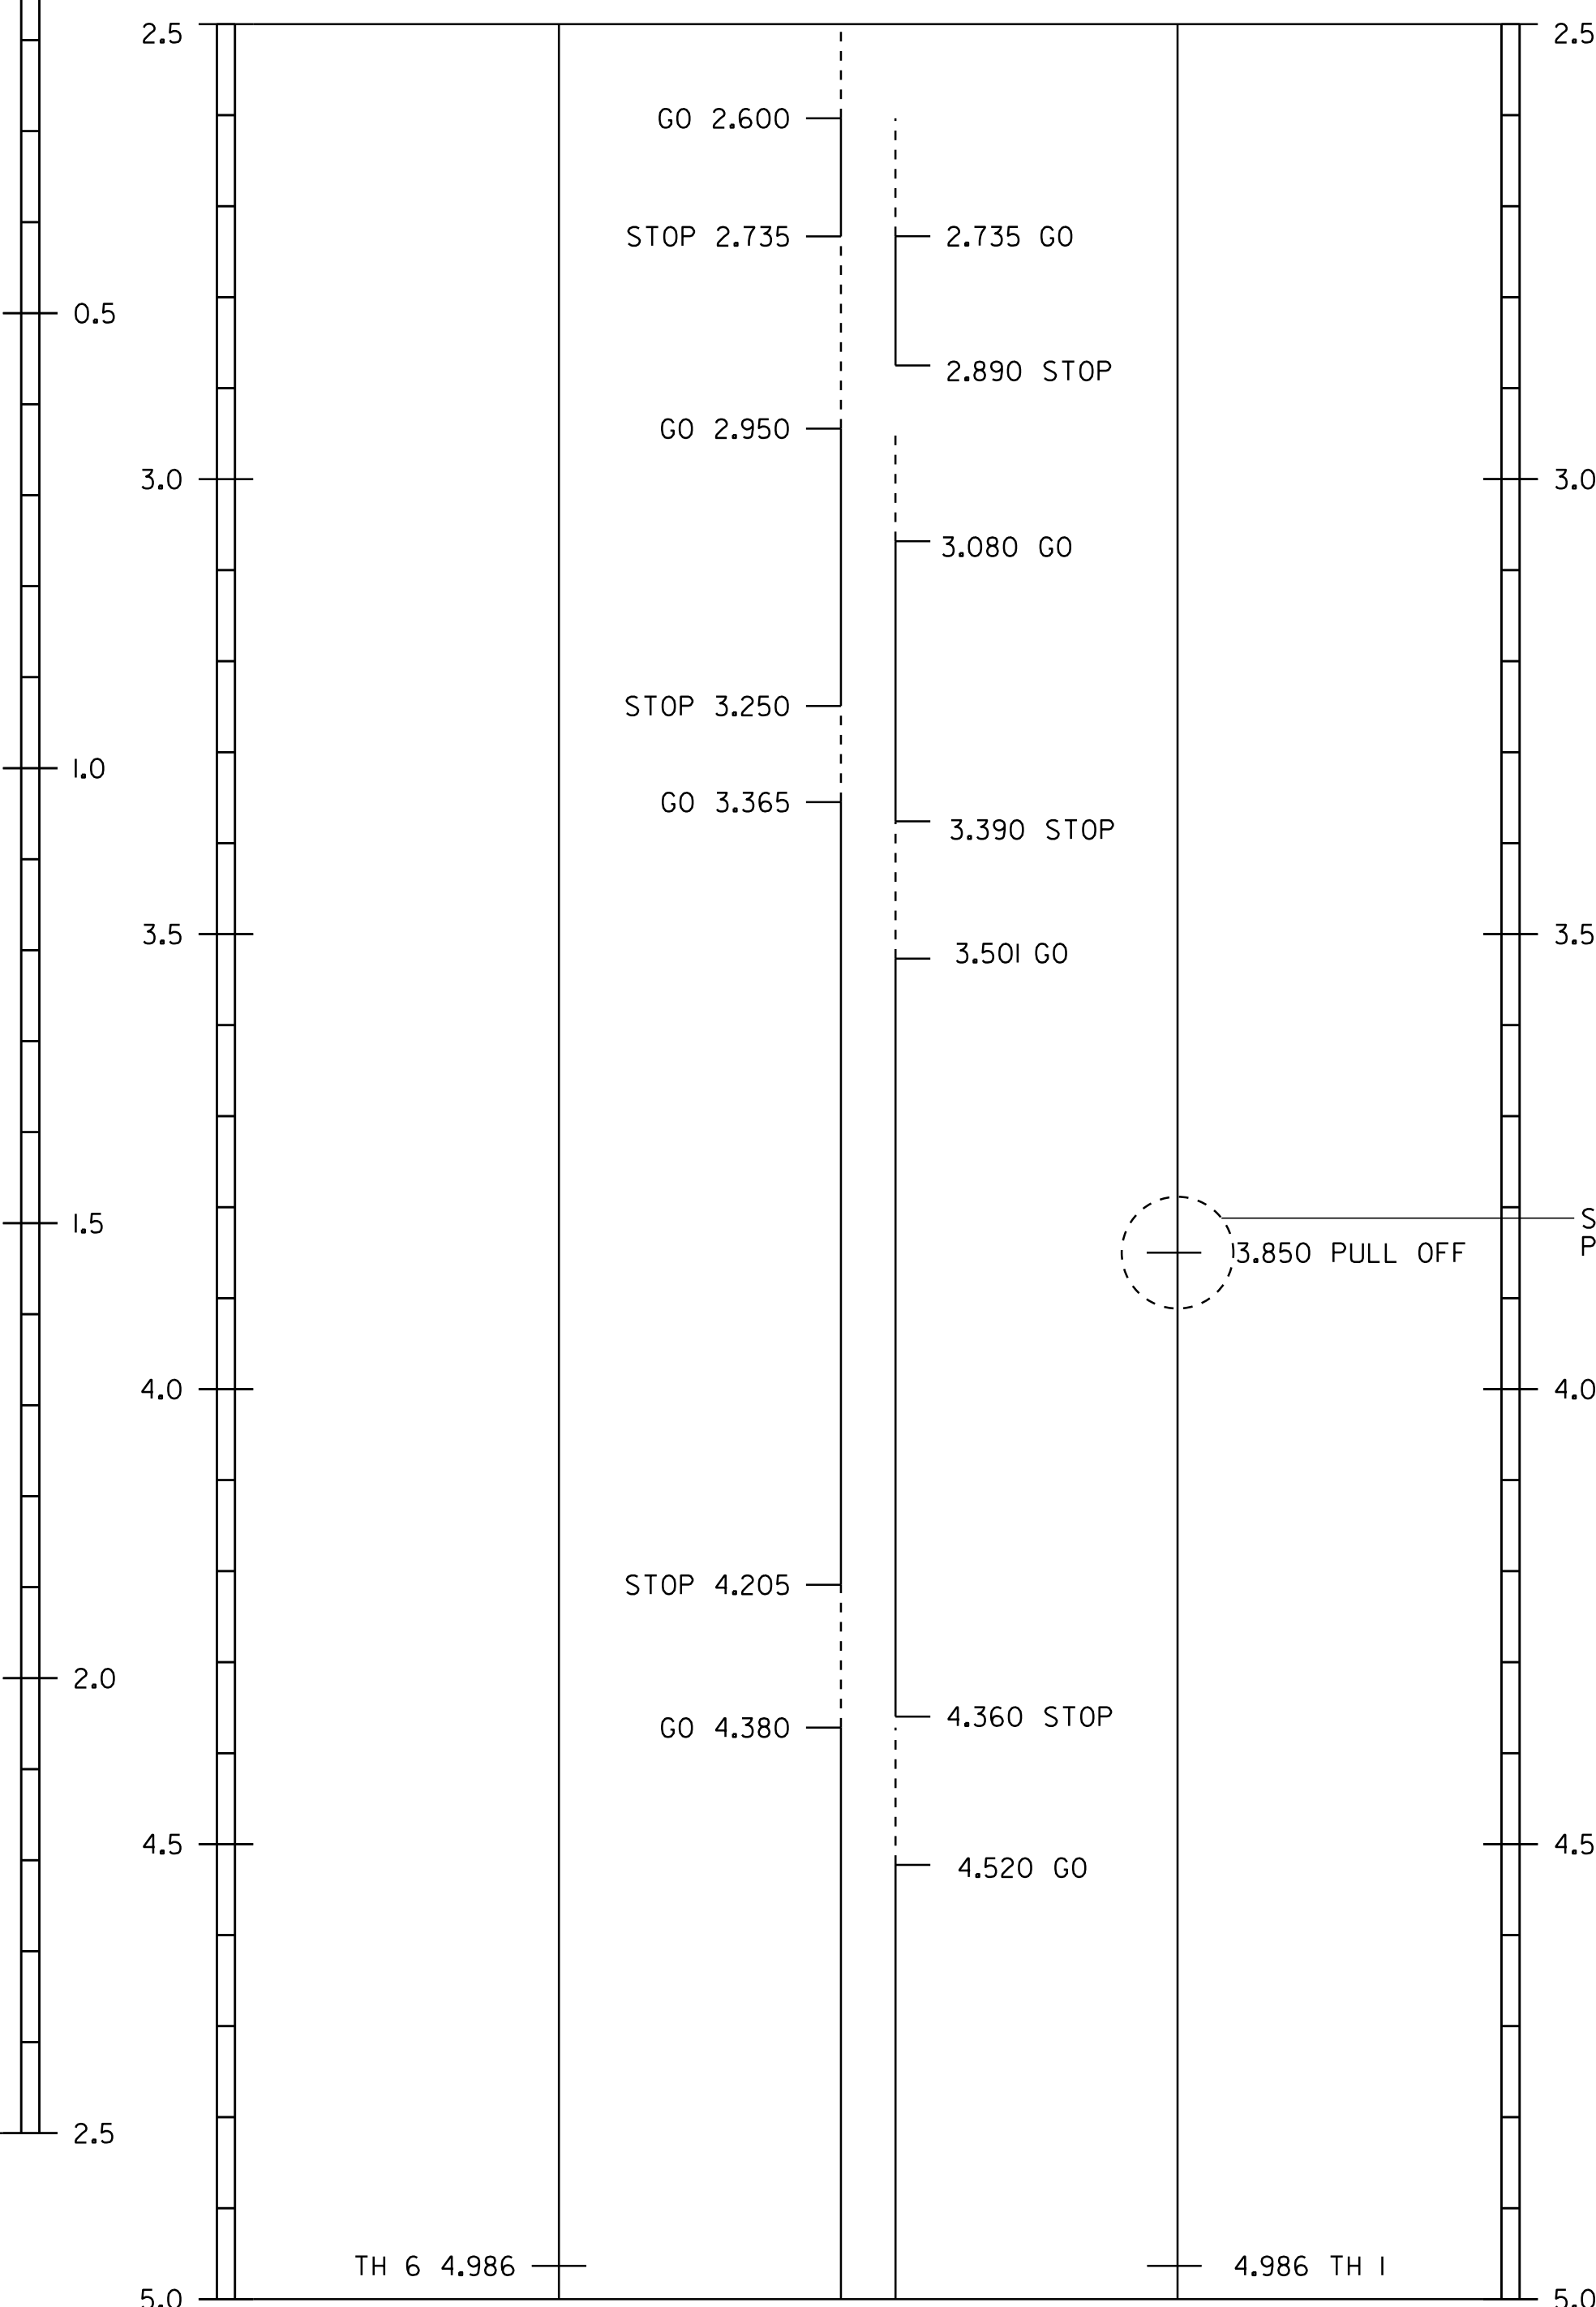 2.5 2.5
GO 2.600
STOP 2.735 2.735 GO
0.5
2.890 STOP
GO 2.950
3.0 3.0
3.080 GO
STOP 3.250
1.0
GO 3.365
3.390 STOP
3.5 3.5
3.501 GO
1.5 S
3.850 PULL OFF P
4.0 4.0
STOP 4.205
2.0
4.360 STOP
GO 4.380
4.5 4.5
4.520 GO
2.5
TH 6 4.986 4.986 TH 1
5.0 5.0